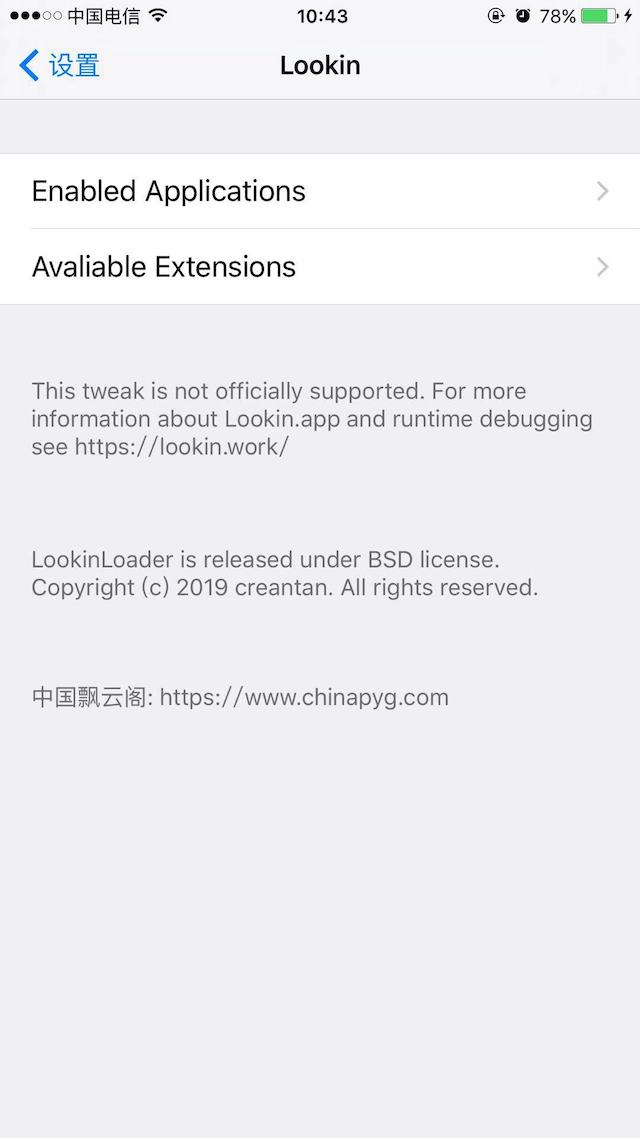 中国电信 10:43 78%
设置 Lookin
Enabled Applications
Avaliable Extensions
This tweak is not officially supported. For more
information about Lookin.app and runtime debugging
see https://lookin.work/
LookinLoader is released under BSD license.
Copyright (c) 2019 creantan. All rights reserved.
中国飘云阁: https://www.chinapyg.com